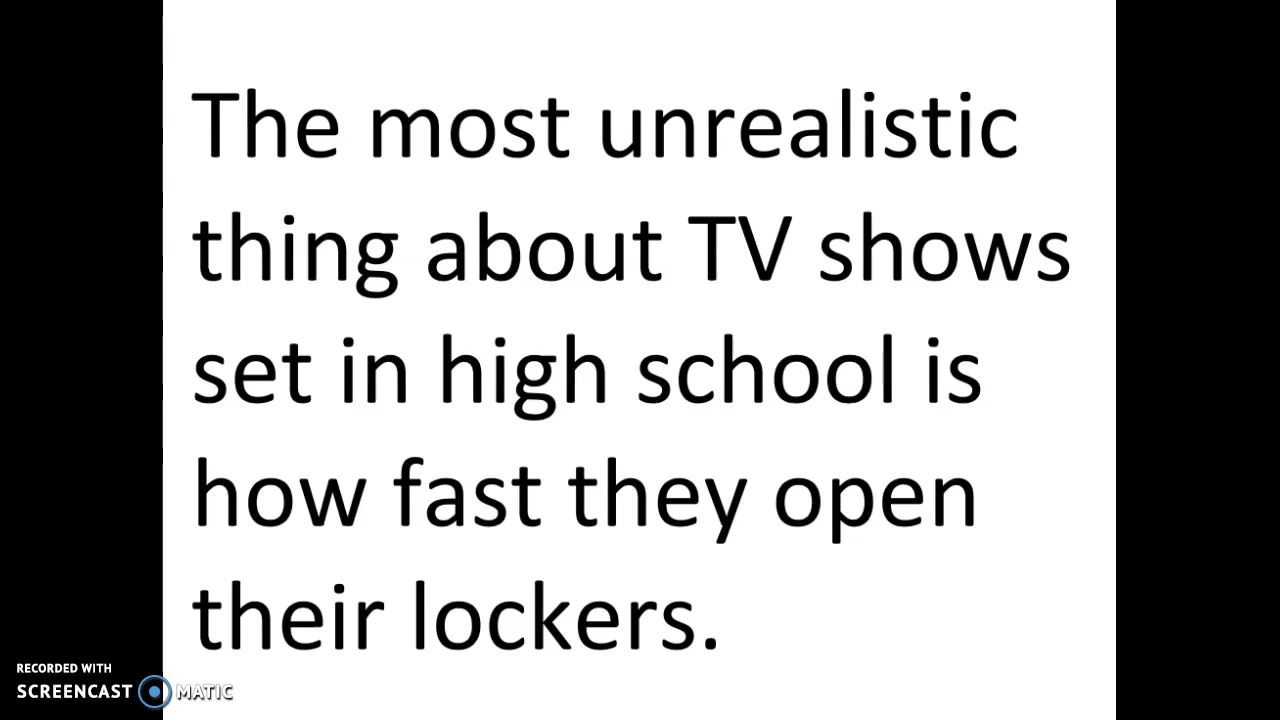 The most unrealistic
thing about TV shows
set in high school is
how fast they open
their lockers.
RECORDED WITH
SCREENCAST MATIC